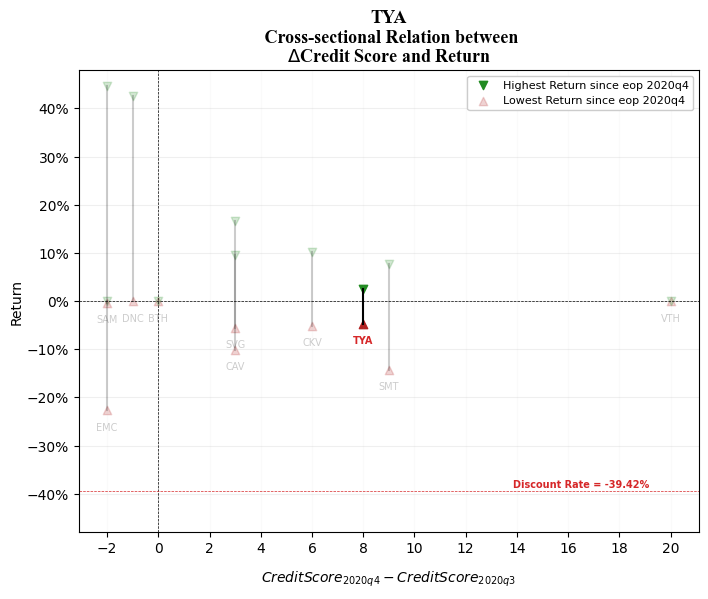 TYA
Cross-sectional Relation between
ΔCredit Score and Return
Highest Return since eop 2020q4
Lowest Return since eop 2020q4
Return
40%
30%
20%
10%
0%
−10%
−20%
−30%
−40%
SAM DNC BTH
EMC
SVG
CAV
CKV
TYA
SMT
VTH
Discount Rate = -39.42%
−2 0 2 4 6 8 10 12 14 16 18 20
CreditScore2020q4 − CreditScore2020q3